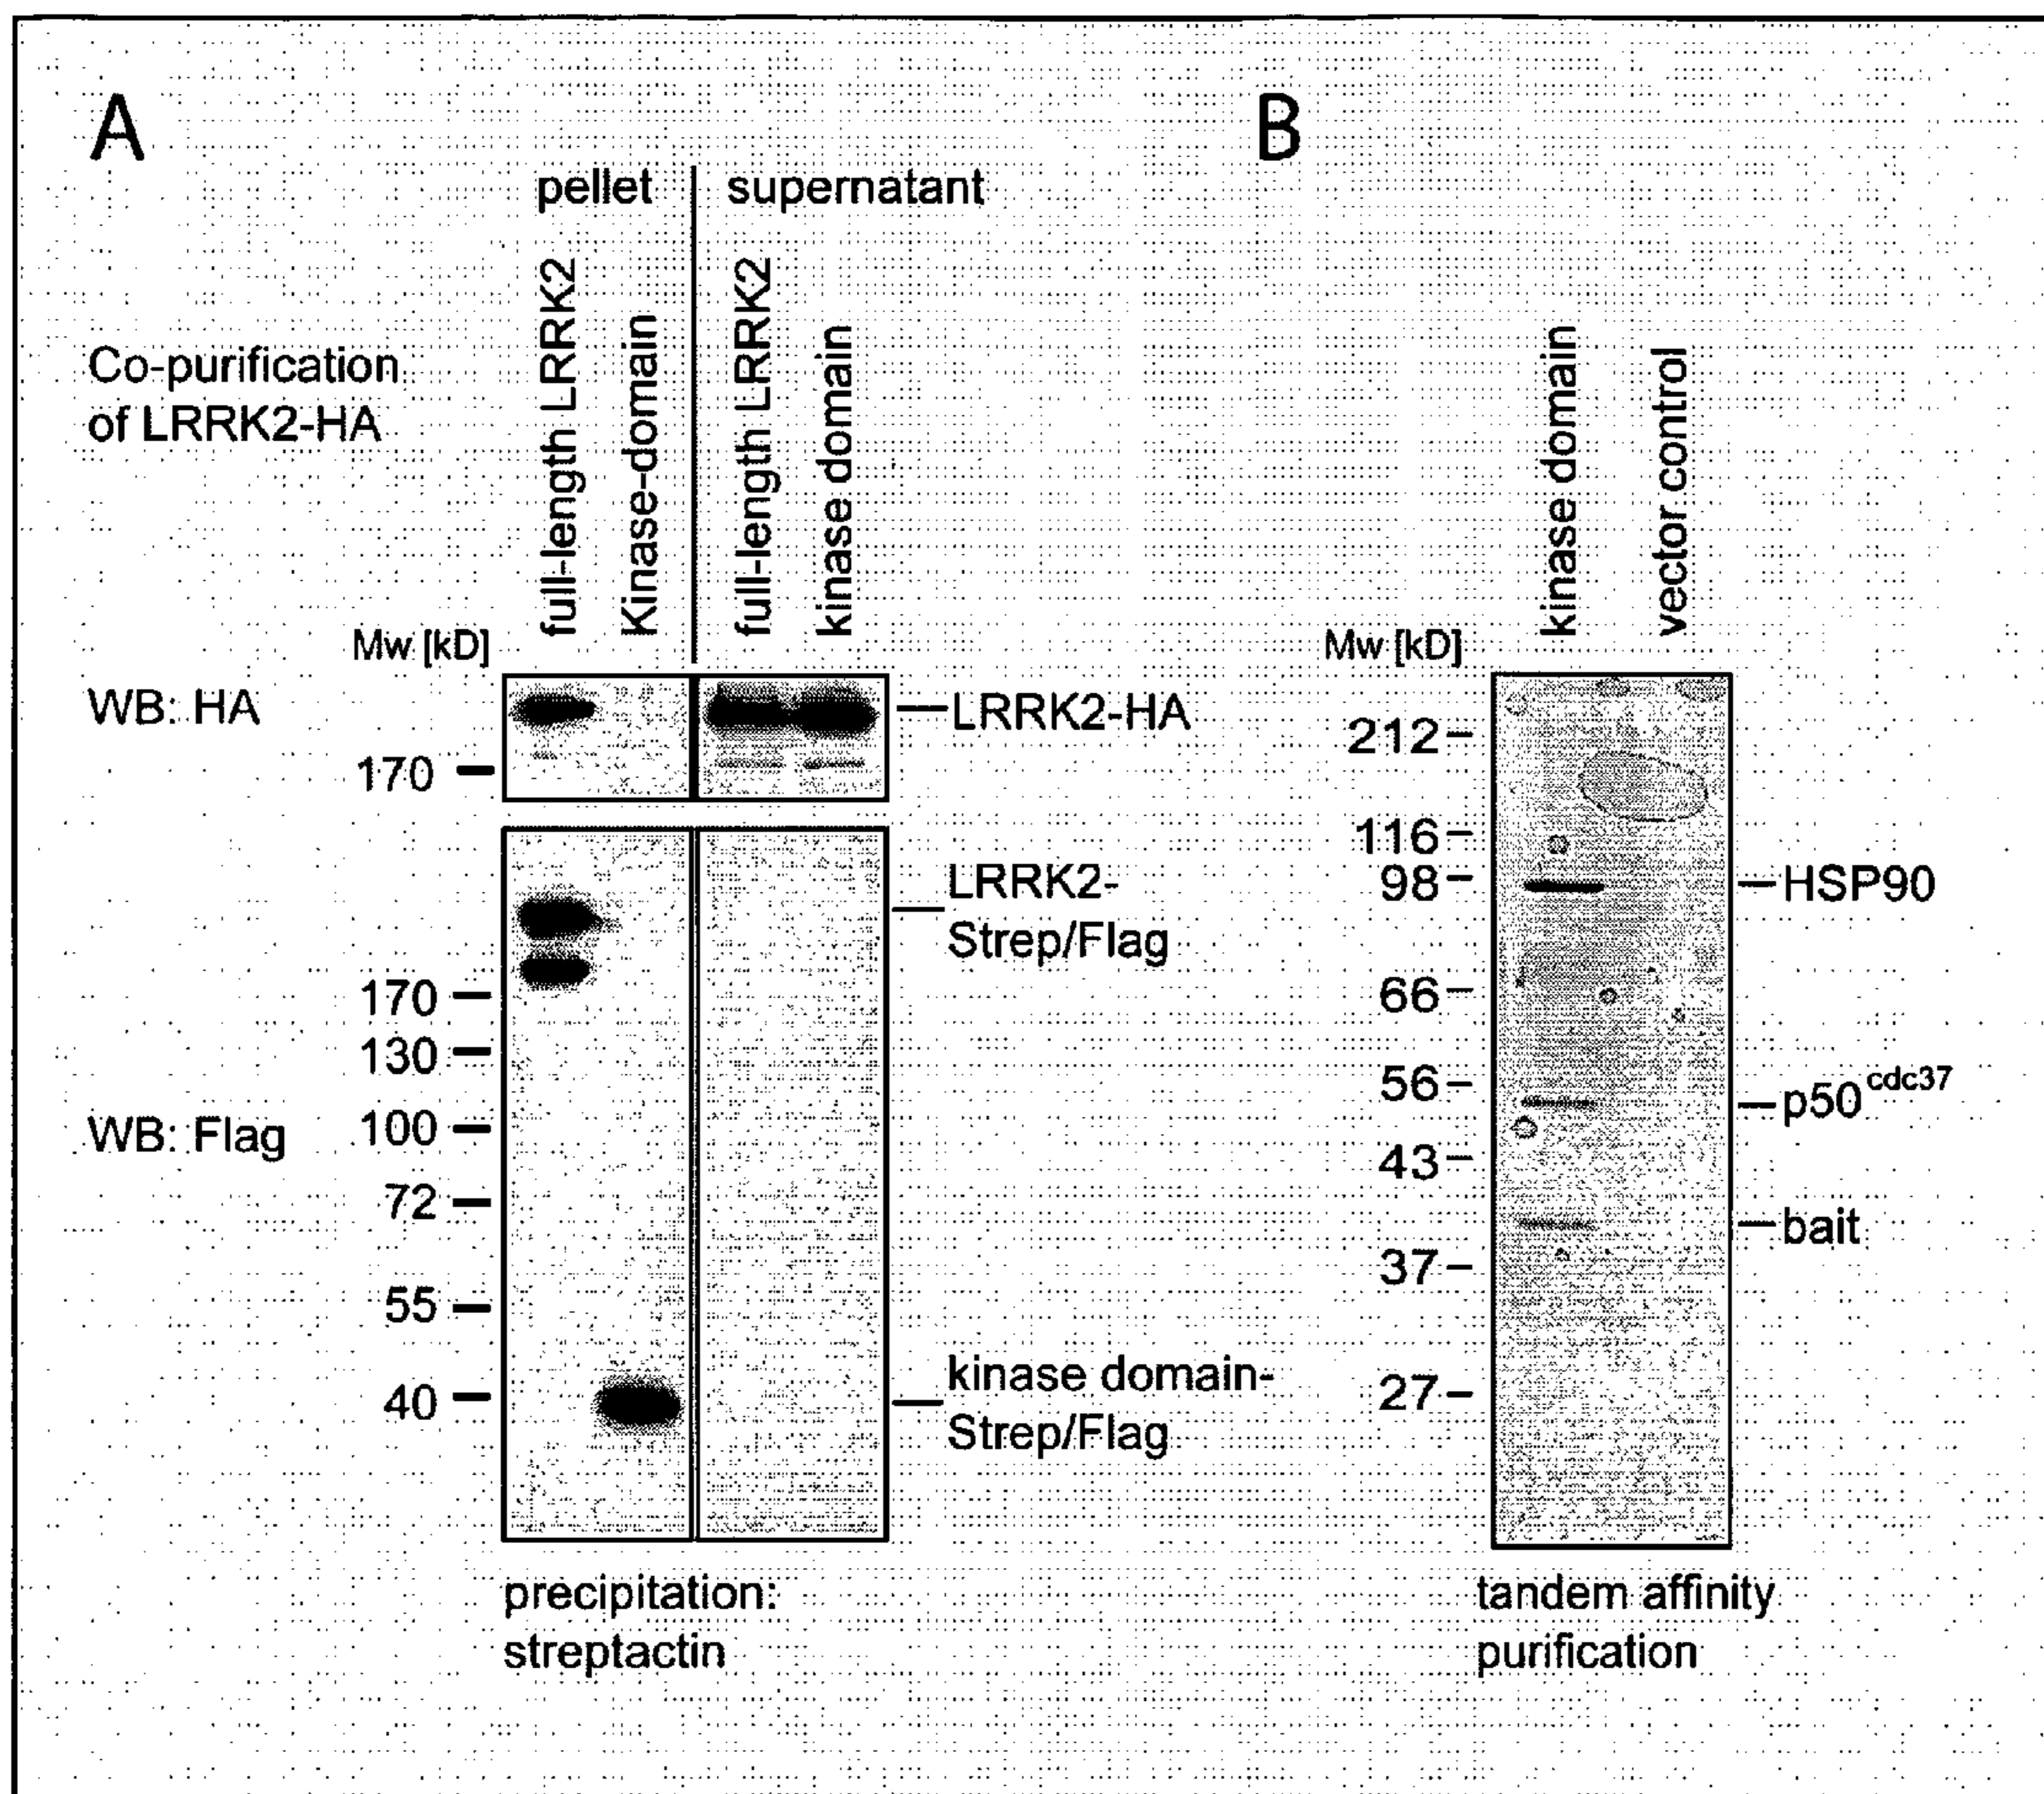 A
B
pellet
supernatant
Co-purification
of LRRK2-HA
full-length LRRK2
Kinase-domain
full-length LRRK2
kinase domain
kinase domain
vector control
Mw [kD]
WB: HA
170
LRRK2-HA
LRRK2-
Strep/Flag
170
130
WB: Flag
100
72
55
40
kinase domain-
Strep/Flag
precipitation:
streptactin
Mw [kD]
212
116
98
HSP90
66
56
p50cdc37
43
bait
37
27
tandem affinity
purification